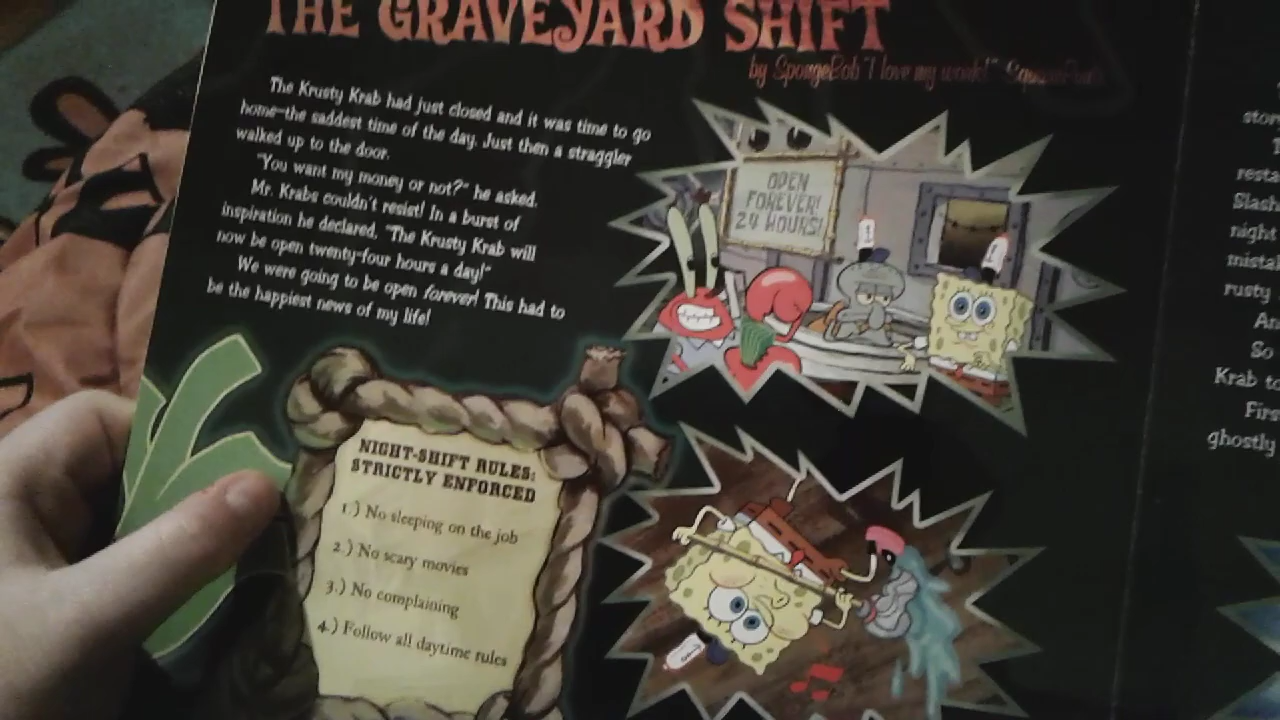 THE GRAVEYARD SHIFT
by SpongeBob "I love my work!" SquarePants
The Krusty Krab had just closed and it was time to go
home—the saddest time of the day. Just then a straggler
walked up to the door.
"You want my money or not?" he asked.
Mr. Krabs couldn't resist! In a burst of
inspiration he declared, "The Krusty Krab will
now be open twenty-four hours a day!"
We were going to be open forever! This had to
be the happiest news of my life!
OPEN
FOREVER!
24 HOURS!
NIGHT-SHIFT RULES:
STRICTLY ENFORCED
1.) No sleeping on the job
2.) No scary movies
3.) No complaining
4.) Follow all daytime rules
Slash
night
rusty
So
Krab to
ghostly